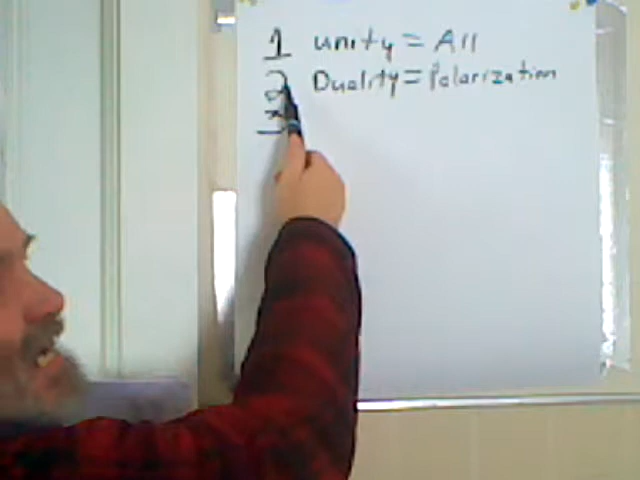 1 unity = All
2 Duality = Polarization